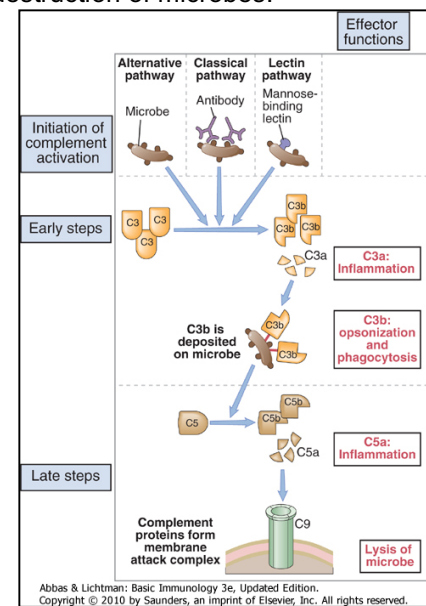 destruction of microbes.
Effector
functions
Alternative
pathway
Classical
pathway
Lectin
pathway
Microbe
Antibody
Mannose-
binding
lectin
Initiation of
complement
activation
Early steps
C3
C3
C3
C3b
C3b
C3b
C3a
C3a:
Inflammation
C3b is
deposited
on microbe
C3b
C3b
C3b:
opsonization
and
phagocytosis
C5
C5b
C5b
C5a
C5a:
Inflammation
Late steps
Complement
proteins form
membrane
attack complex
C9
Lysis of
microbe
Abbas & Lichtman: Basic Immunology 3e, Updated Edition.
Copyright © 2010 by Saunders, an imprint of Elsevier, Inc. All rights reserved.